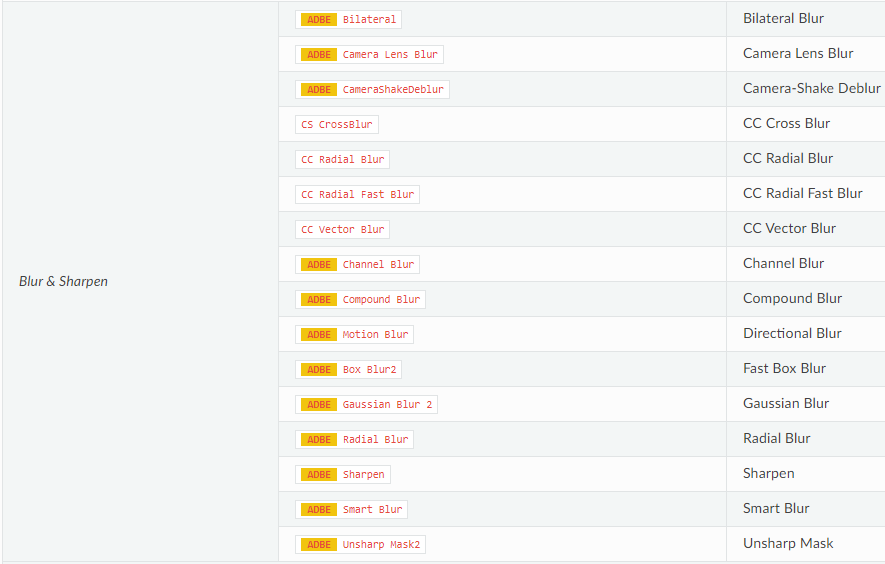 ADBE Bilateral Bilateral Blur
ADBE Camera Lens Blur Camera Lens Blur
ADBE CameraShakeDeblur Camera-Shake Deblur
CS CrossBlur CC Cross Blur
CC Radial Blur CC Radial Blur
CC Radial Fast Blur CC Radial Fast Blur
CC Vector Blur CC Vector Blur
ADBE Channel Blur Channel Blur
Blur & Sharpen
ADBE Compound Blur Compound Blur
ADBE Motion Blur Directional Blur
ADBE Box Blur2 Fast Box Blur
ADBE Gaussian Blur 2 Gaussian Blur
ADBE Radial Blur Radial Blur
ADBE Sharpen Sharpen
ADBE Smart Blur Smart Blur
ADBE Unsharp Mask2 Unsharp Mask